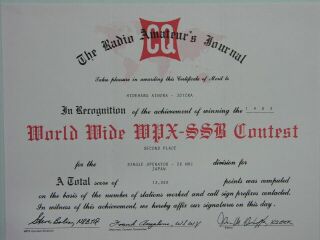 The Radio Amateur's Journal
CQ
Takes pleasure in awarding this Certificate of Merit to
In Recognition of the achievement of winning the
World Wide WPX-SSB Contest
SECOND PLACE
for the SINGLE OPERATOR - 28 MHz division for
JAPAN
A Total score of points was computed
on the basis of the number of stations worked and call sign prefixes contacted.
In witness of this achievement, we hereby affix our signatures on this day.